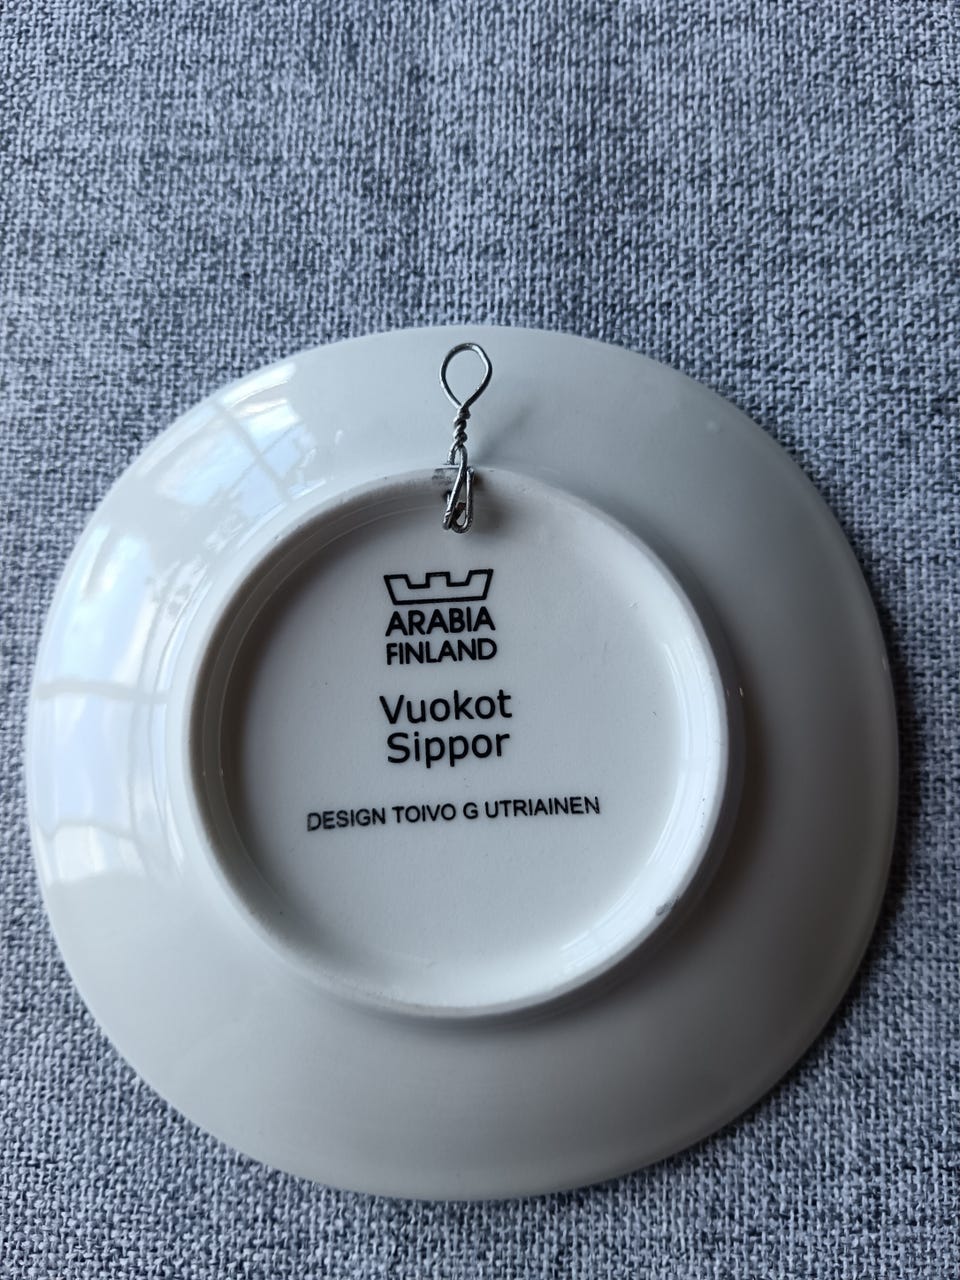 ARABIA
FINLAND
Vuokot
Sippor
DESIGN TOIVO G UTRIAINEN